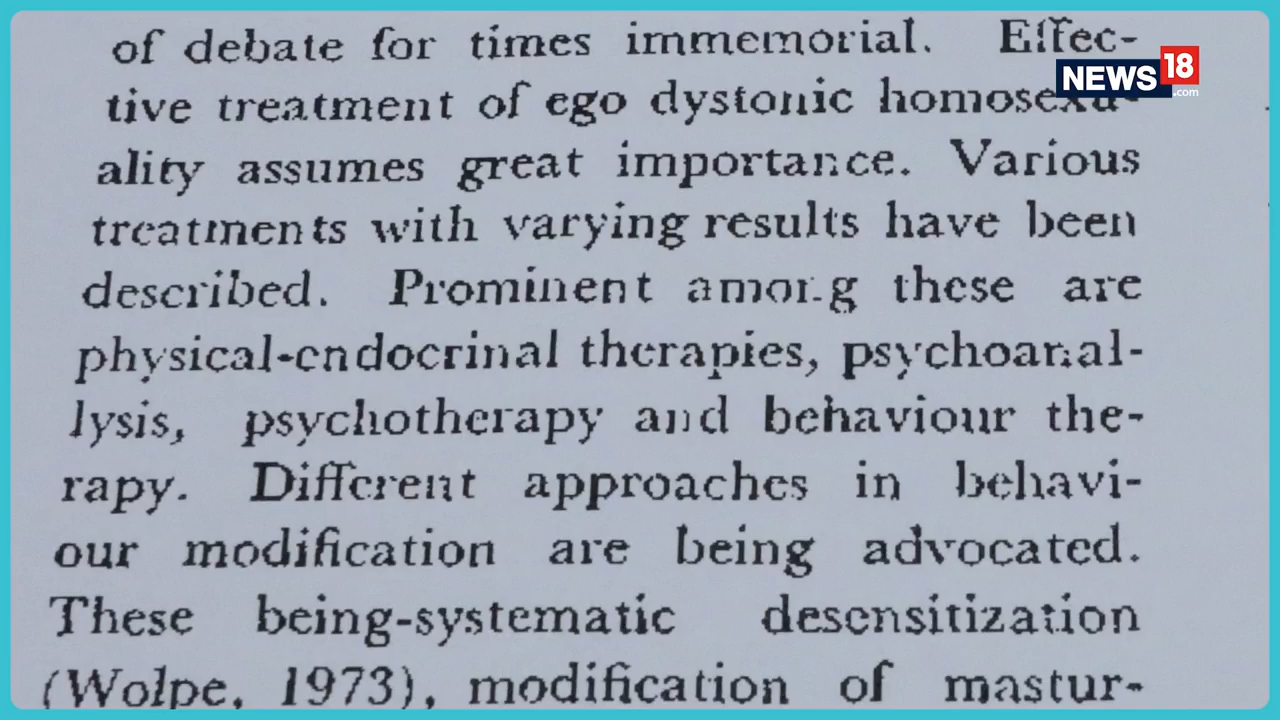 of debate for times immemorial. Effec-
tive treatment of ego dystonic homosexu-
ality assumes great importance. Various
treatments with varying results have been
described. Prominent among these are
physical-endocrinal therapies, psychoanal-
lysis, psychotherapy and behaviour the-
rapy. Different approaches in behavi-
our modification are being advocated.
These being-systematic desensitization
(Wolpe, 1973), modification of mastur-
NEWS 18
.com